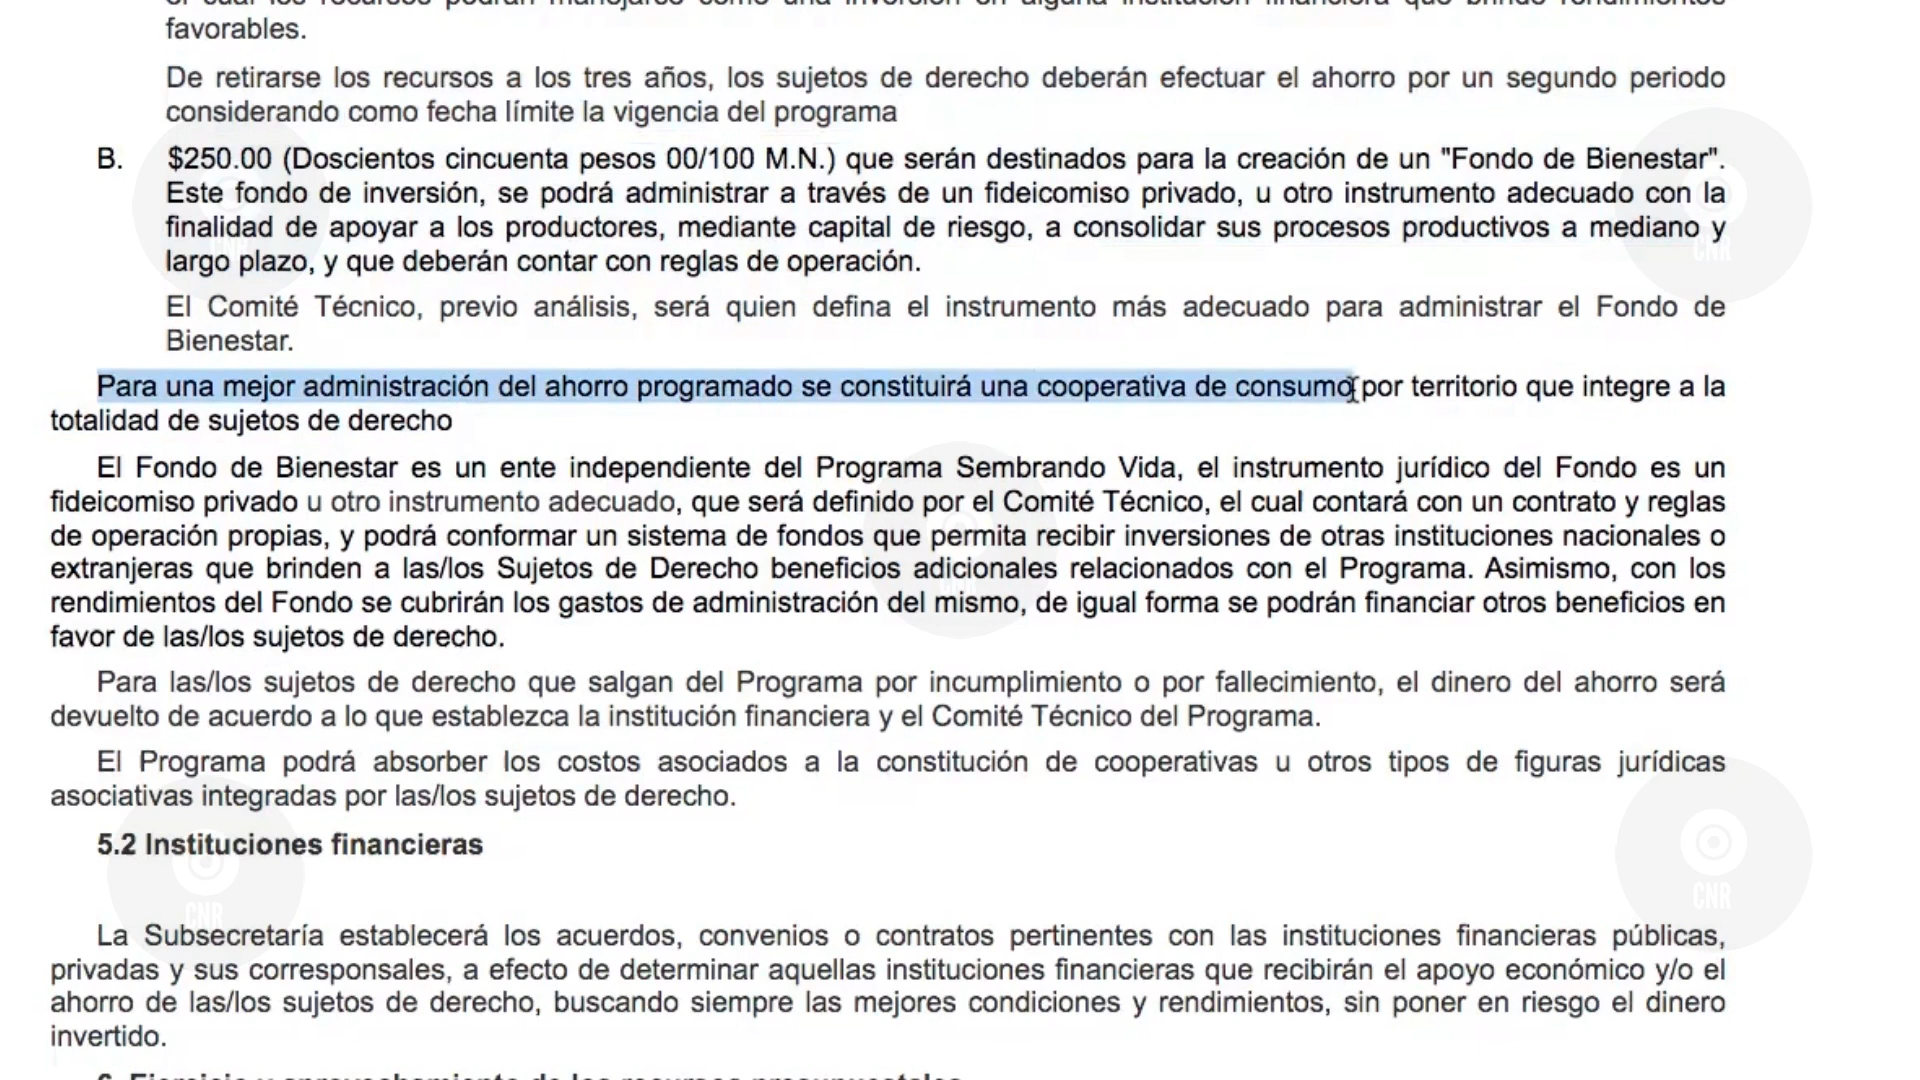 favorables.
De retirarse los recursos a los tres años, los sujetos de derecho deberán efectuar el ahorro por un segundo periodo
considerando como fecha límite la vigencia del programa
B. $250.00 (Doscientos cincuenta pesos 00/100 M.N.) que serán destinados para la creación de un "Fondo de Bienestar".
Este fondo de inversión, se podrá administrar a través de un fideicomiso privado, u otro instrumento adecuado con la
finalidad de apoyar a los productores, mediante capital de riesgo, a consolidar sus procesos productivos a mediano y
largo plazo, y que deberán contar con reglas de operación.
El Comité Técnico, previo análisis, será quien defina el instrumento más adecuado para administrar el Fondo de
Bienestar.
Para una mejor administración del ahorro programado se constituirá una cooperativa de consumo por territorio que integre a la
totalidad de sujetos de derecho
El Fondo de Bienestar es un ente independiente del Programa Sembrando Vida, el instrumento jurídico del Fondo es un
fideicomiso privado u otro instrumento adecuado, que será definido por el Comité Técnico, el cual contará con un contrato y reglas
de operación propias, y podrá conformar un sistema de fondos que permita recibir inversiones de otras instituciones nacionales o
extranjeras que brinden a las/los Sujetos de Derecho beneficios adicionales relacionados con el Programa. Asimismo, con los
rendimientos del Fondo se cubrirán los gastos de administración del mismo, de igual forma se podrán financiar otros beneficios en
favor de las/los sujetos de derecho.
Para las/los sujetos de derecho que salgan del Programa por incumplimiento o por fallecimiento, el dinero del ahorro será
devuelto de acuerdo a lo que establezca la institución financiera y el Comité Técnico del Programa.
El Programa podrá absorber los costos asociados a la constitución de cooperativas u otros tipos de figuras jurídicas
asociativas integradas por las/los sujetos de derecho.
5.2 Instituciones financieras
CNR
CNR
La Subsecretaría establecerá los acuerdos, convenios o contratos pertinentes con las instituciones financieras públicas,
privadas y sus corresponsales, a efecto de determinar aquellas instituciones financieras que recibirán el apoyo económico y/o el
ahorro de las/los sujetos de derecho, buscando siempre las mejores condiciones y rendimientos, sin poner en riesgo el dinero
invertido.